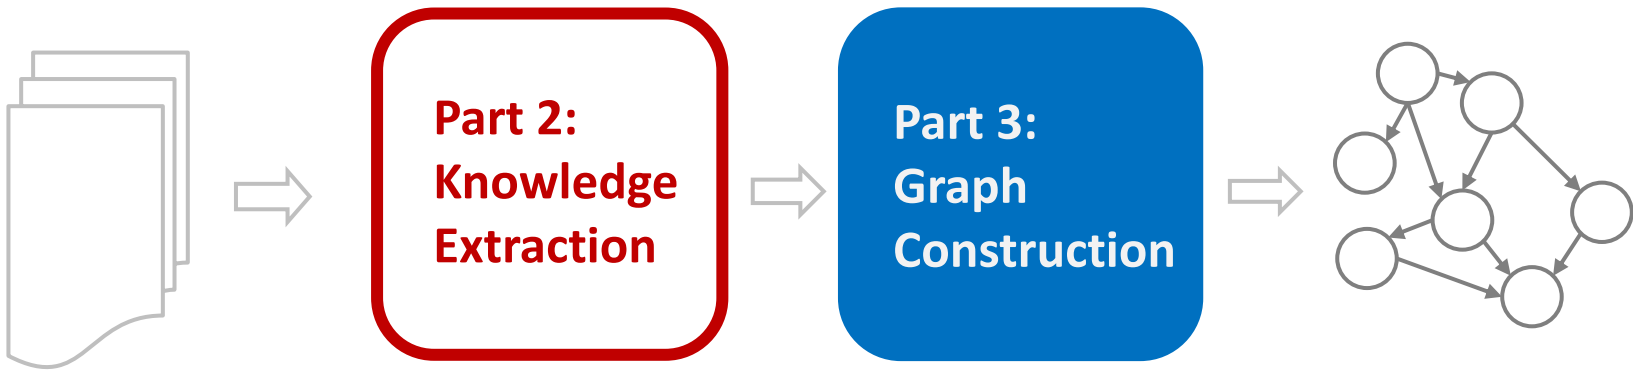 Part 2:
Knowledge
Extraction
Part 3:
Graph
Construction